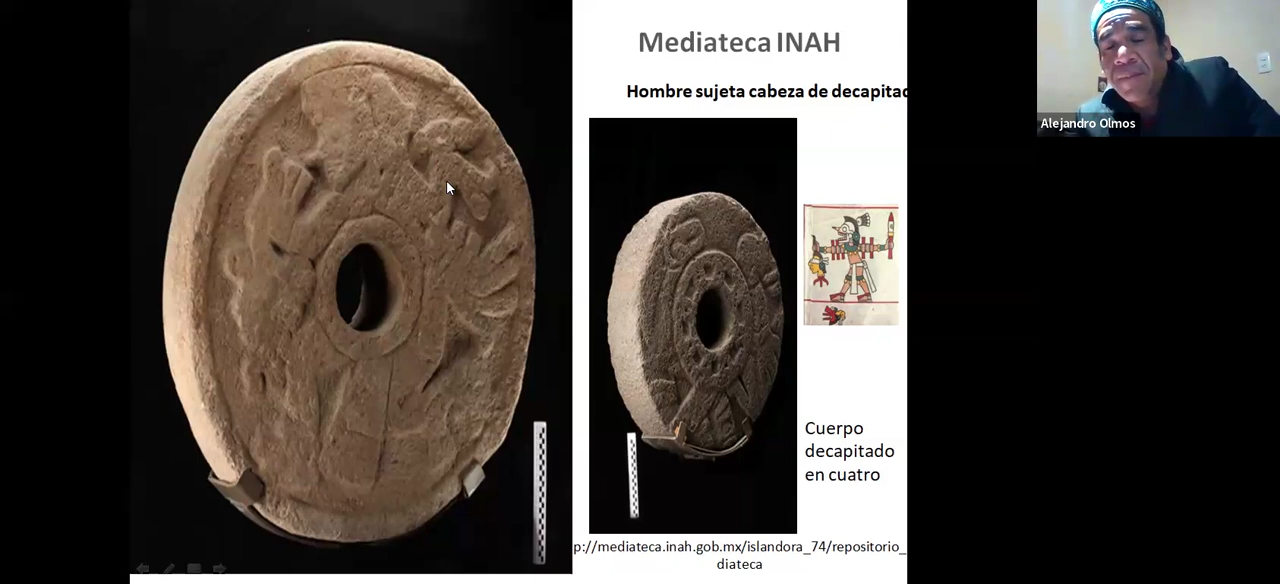 Mediateca INAH
Hombre sujeta cabeza de decapitad
Alejandro Olmos
Cuerpo
decapitado
en cuatro
p://mediateca.inah.gob.mx/islandora_74/repositorio_
diateca